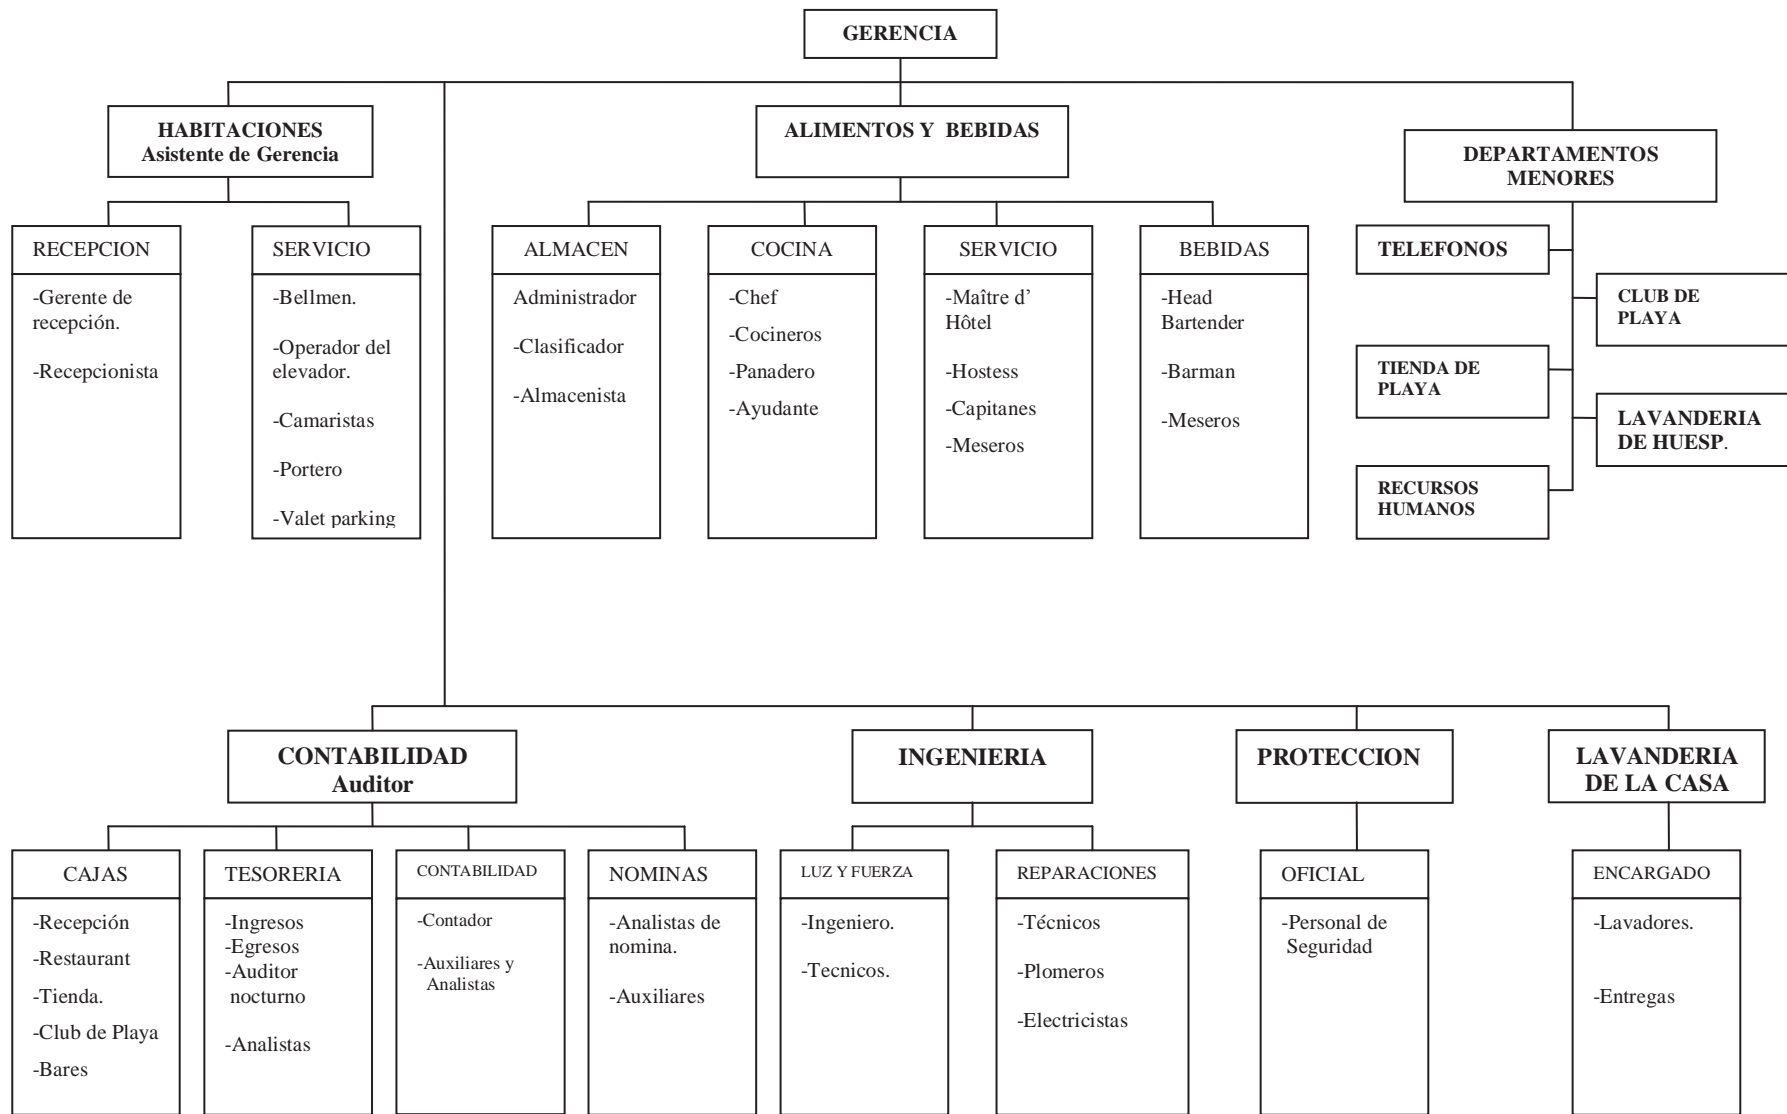 GERENCIA
HABITACIONES
Asistente de Gerencia
ALIMENTOS Y BEBIDAS
DEPARTAMENTOS
MENORES
RECEPCION
-Gerente de
recepción.
-Recepcionista
SERVICIO
-Bellmen.
-Operador del
elevador.
-Camaristas
-Portero
-Valet parking
ALMACEN
Administrador
-Clasificador
-Almacenista
COCINA
-Chef
-Cocineros
-Panadero
-Ayudante
SERVICIO
-Maître d’
Hôtel
-Hostess
-Capitanes
-Meseros
BEBIDAS
-Head
Bartender
-Barman
-Meseros
TELEFONOS
CLUB DE
PLAYA
TIENDA DE
PLAYA
LAVANDERIA
DE HUESP.
RECURSOS
HUMANOS
CONTABILIDAD
Auditor
INGENIERIA
PROTECCION
LAVANDERIA
DE LA CASA
CAJAS
-Recepción
-Restaurant
-Tienda.
-Club de Playa
-Bares
TESORERIA
-Ingresos
-Egresos
-Auditor
nocturno
-Analistas
CONTABILIDAD
-Contador
-Auxiliares y
Analistas
NOMINAS
-Analistas de
nomina.
-Auxiliares
LUZ Y FUERZA
-Ingeniero.
-Tecnicos.
REPARACIONES
-Técnicos
-Plomeros
-Electricistas
OFICIAL
-Personal de
Seguridad
ENCARGADO
-Lavadores.
-Entregas